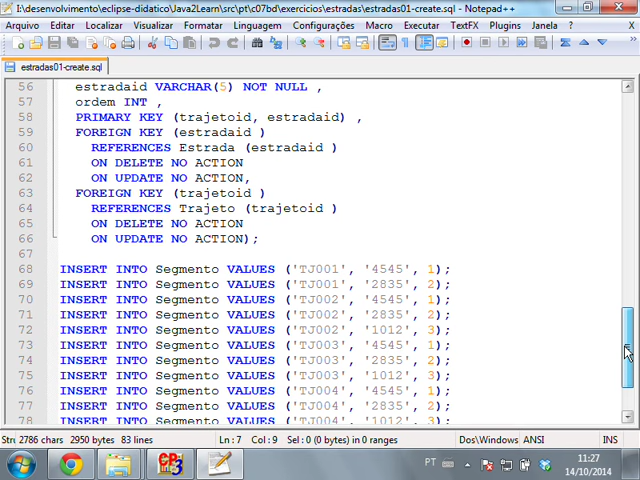 I:\desenvolvimento\eclipse-didatico\Java2Learn\src\pt\c07bd\exercicios\estradas\estradas01-create.sql - Notepad++
Arquivo Editar Localizar Visualizar Formatar Linguagem Configurações Macro Executar TextFX Plugins Janela ? X
estradas01-create.sql
56 estradaid VARCHAR(5) NOT NULL ,
57 ordem INT ,
58 PRIMARY KEY (trajetoid, estradaid) ,
59 FOREIGN KEY (estradaid )
60 REFERENCES Estrada (estradaid )
61 ON DELETE NO ACTION
62 ON UPDATE NO ACTION,
63 FOREIGN KEY (trajetoid )
64 REFERENCES Trajeto (trajetoid )
65 ON DELETE NO ACTION
66 ON UPDATE NO ACTION);
67
68 INSERT INTO Segmento VALUES ('TJ001', '4545', 1);
69 INSERT INTO Segmento VALUES ('TJ001', '2835', 2);
70 INSERT INTO Segmento VALUES ('TJ002', '4545', 1);
71 INSERT INTO Segmento VALUES ('TJ002', '2835', 2);
72 INSERT INTO Segmento VALUES ('TJ002', '1012', 3);
73 INSERT INTO Segmento VALUES ('TJ003', '4545', 1);
74 INSERT INTO Segmento VALUES ('TJ003', '2835', 2);
75 INSERT INTO Segmento VALUES ('TJ003', '1012', 3);
76 INSERT INTO Segmento VALUES ('TJ004', '4545', 1);
77 INSERT INTO Segmento VALUES ('TJ004', '2835', 2);
78 INSERT INTO Segmento VALUES ('TJ004', '1012', 3);
Stru 2786 chars 2950 bytes 83 lines Ln : 7 Col : 9 Sel : 0 (0 bytes) in 0 ranges Dos\Windows ANSI INS
PT
11:27
14/10/2014